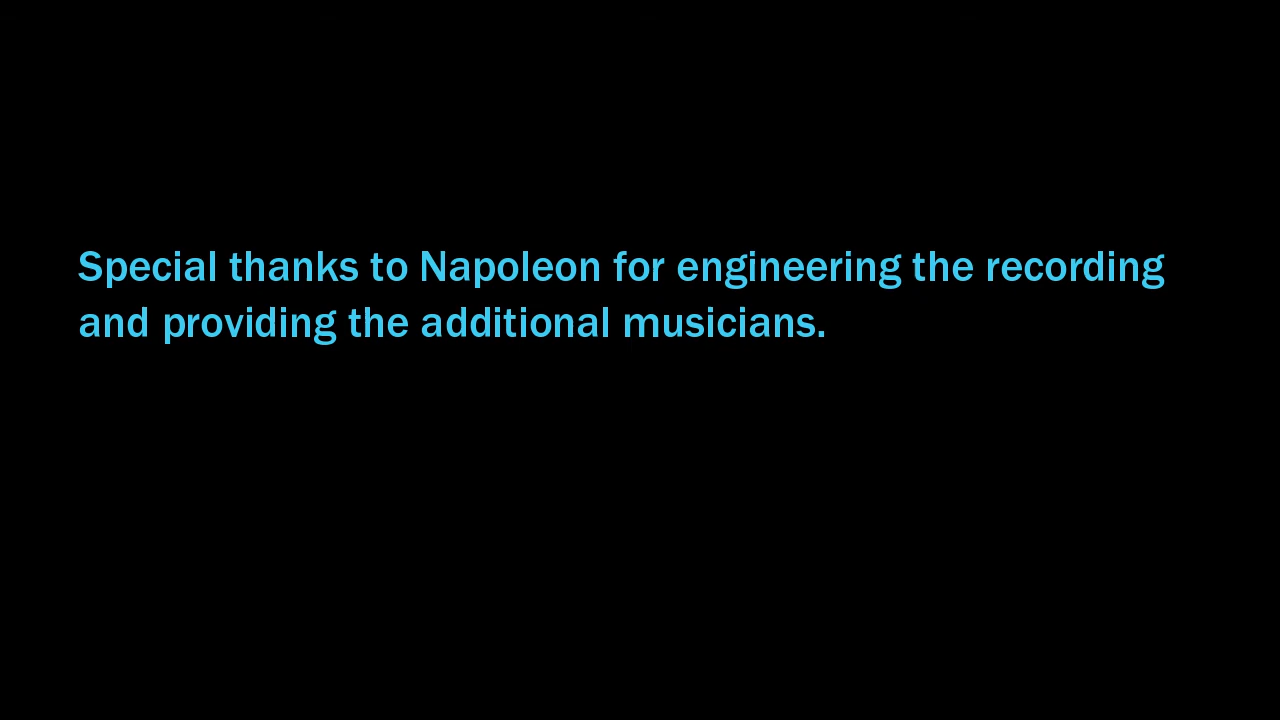 Special thanks to Napoleon for engineering the recording
and providing the additional musicians.